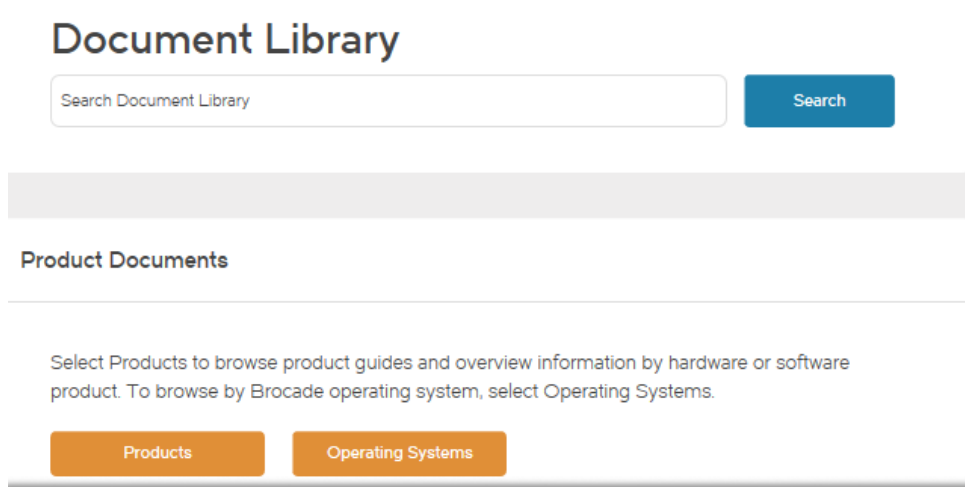 Document Library
Search Document Library
Search
Product Documents
Select Products to browse product guides and overview information by hardware or software
product. To browse by Brocade operating system, select Operating Systems.
Products
Operating Systems